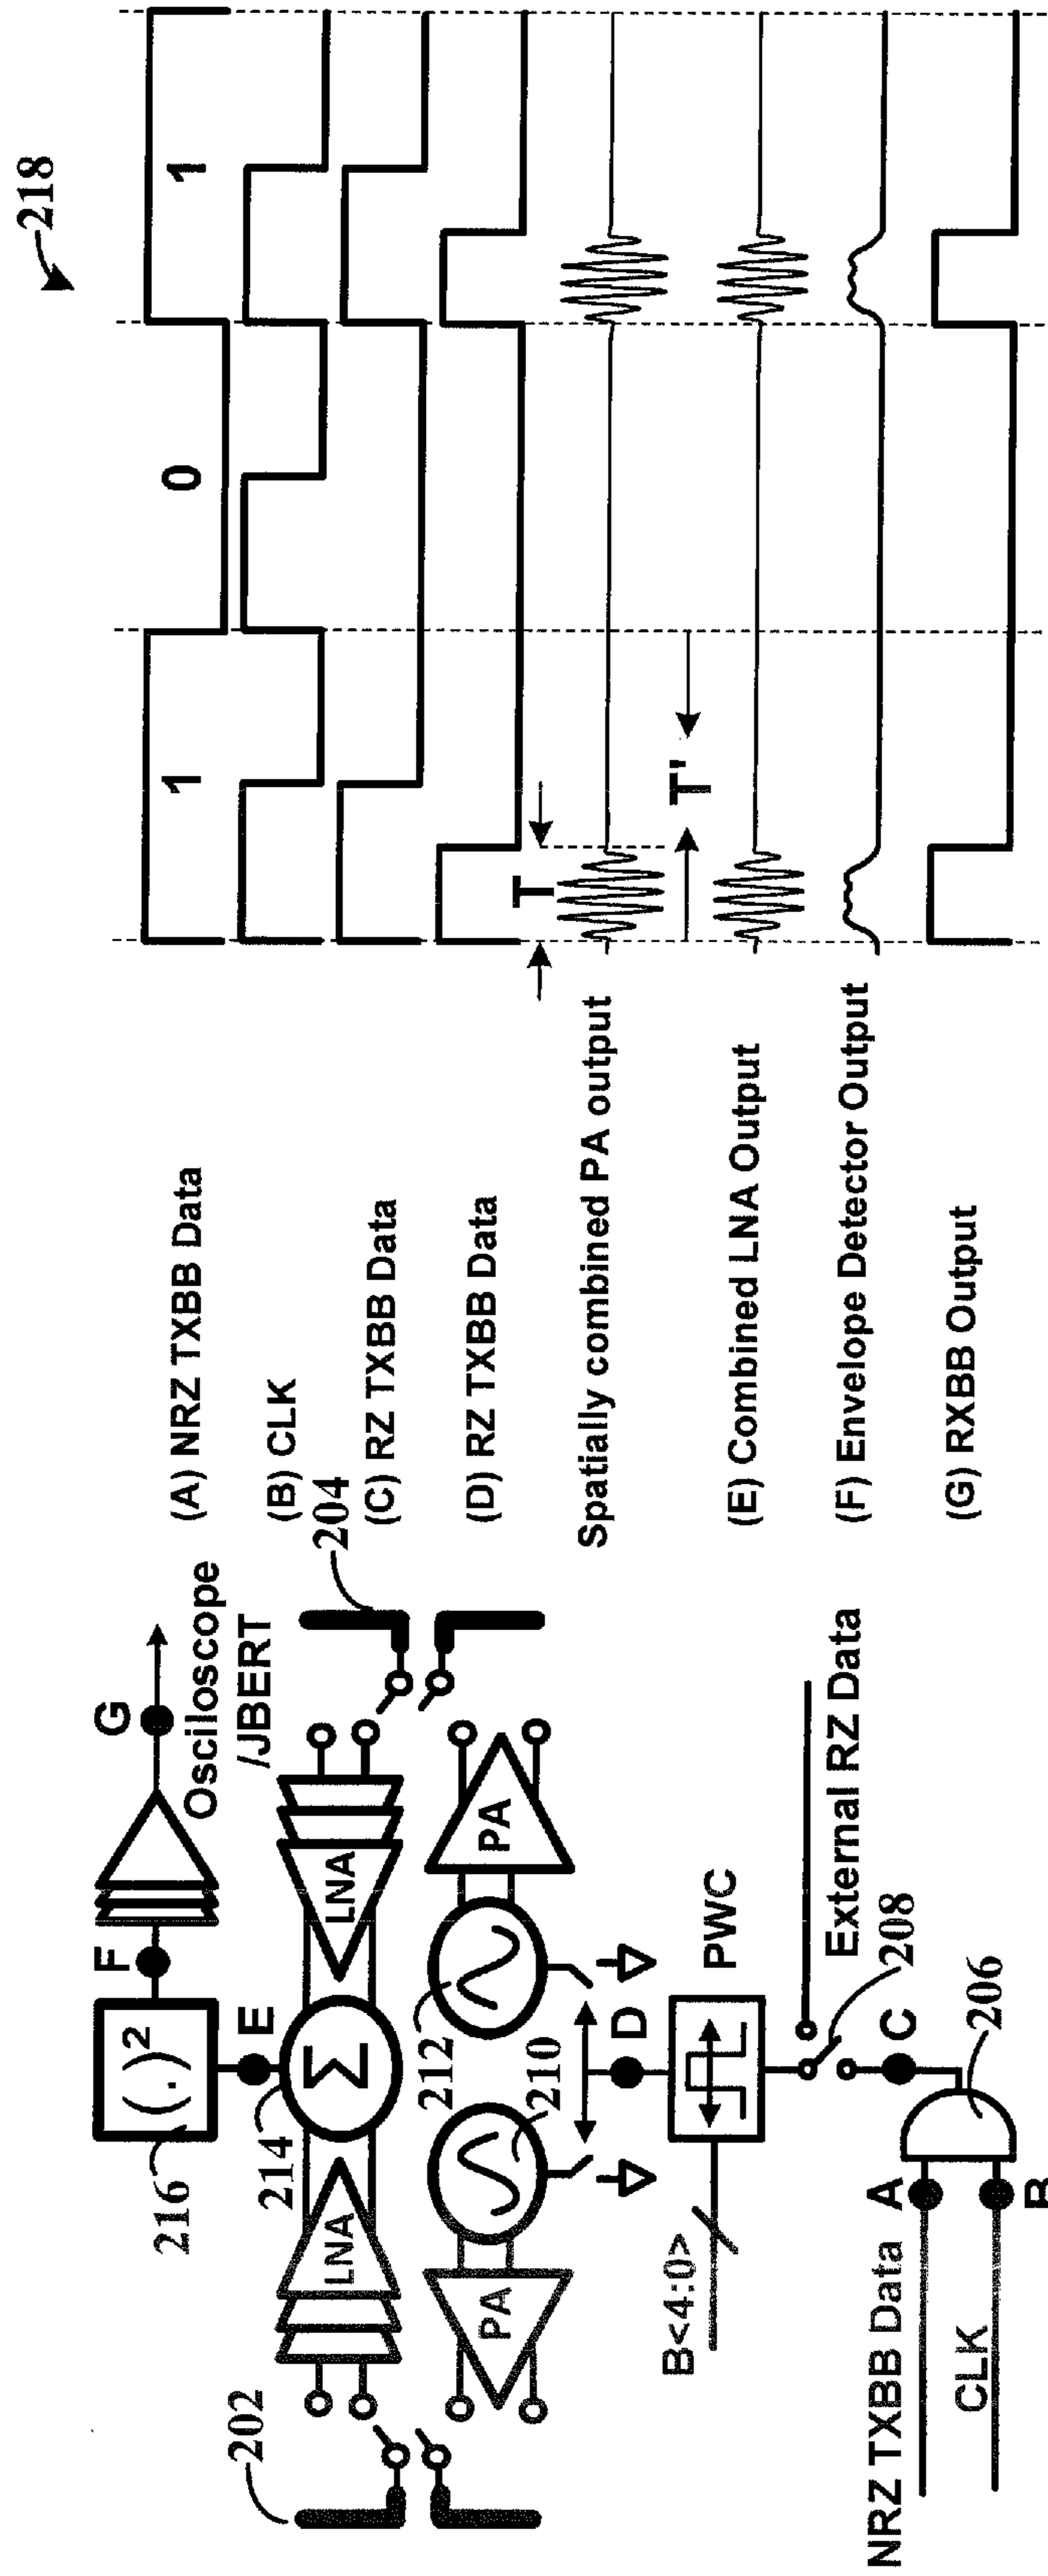 218
1
0
1
T
T'
(A) NRZ TXBB Data
(B) CLK
(C) RZ TXBB Data
(D) RZ TXBB Data
Spatially combined PA output
(E) Combined LNA Output
(F) Envelope Detector Output
(G) RXBB Output
G
Osciloscope
/JBERT
F
( . )²
216
E
214
Σ
LNA
LNA
202
204
PA
PA
212
210
D
PWC
B<4:0>
External RZ Data
208
C
206
A
NRZ TXBB Data
CLK
B